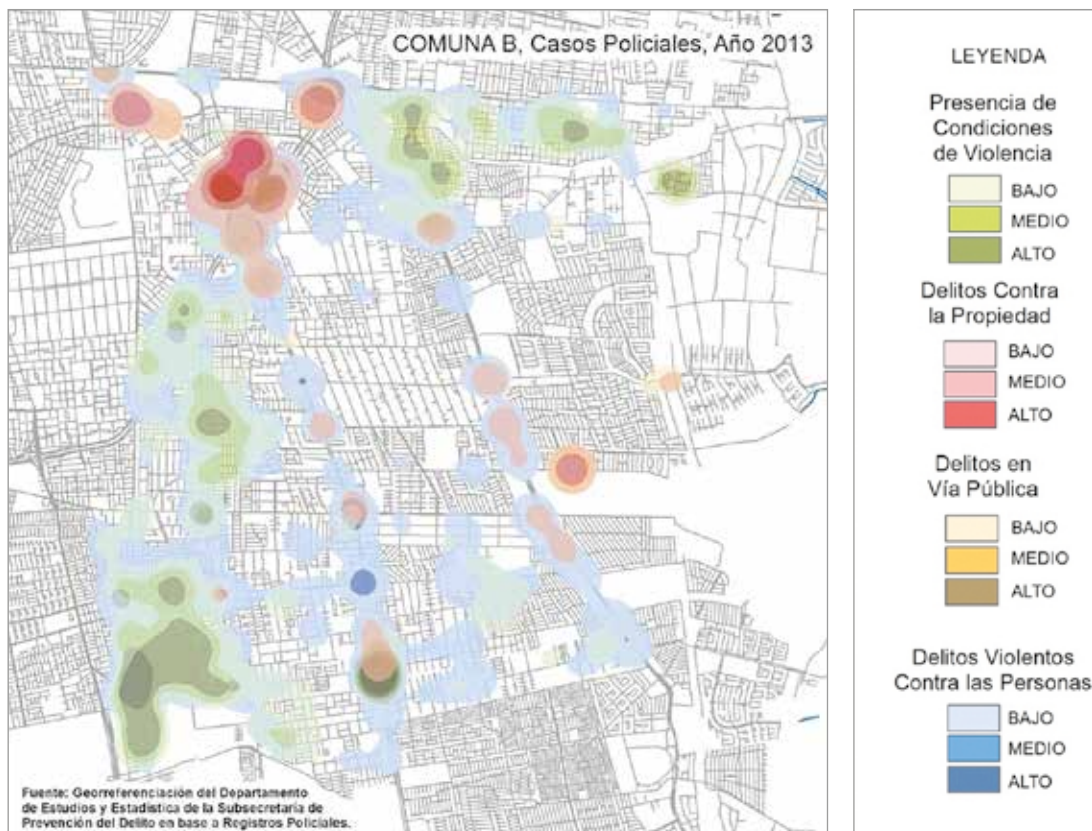 COMUNA B, Casos Policiales, Año 2013
Fuente: Georreferenciación del Departamento
de Estudios y Estadística de la Subsecretaría de
Prevención del Delito en base a Registros Policiales.
LEYENDA
Presencia de
Condiciones
de Violencia
BAJO
MEDIO
ALTO
Delitos Contra
la Propiedad
BAJO
MEDIO
ALTO
Delitos en
Vía Pública
BAJO
MEDIO
ALTO
Delitos Violentos
Contra las Personas
BAJO
MEDIO
ALTO